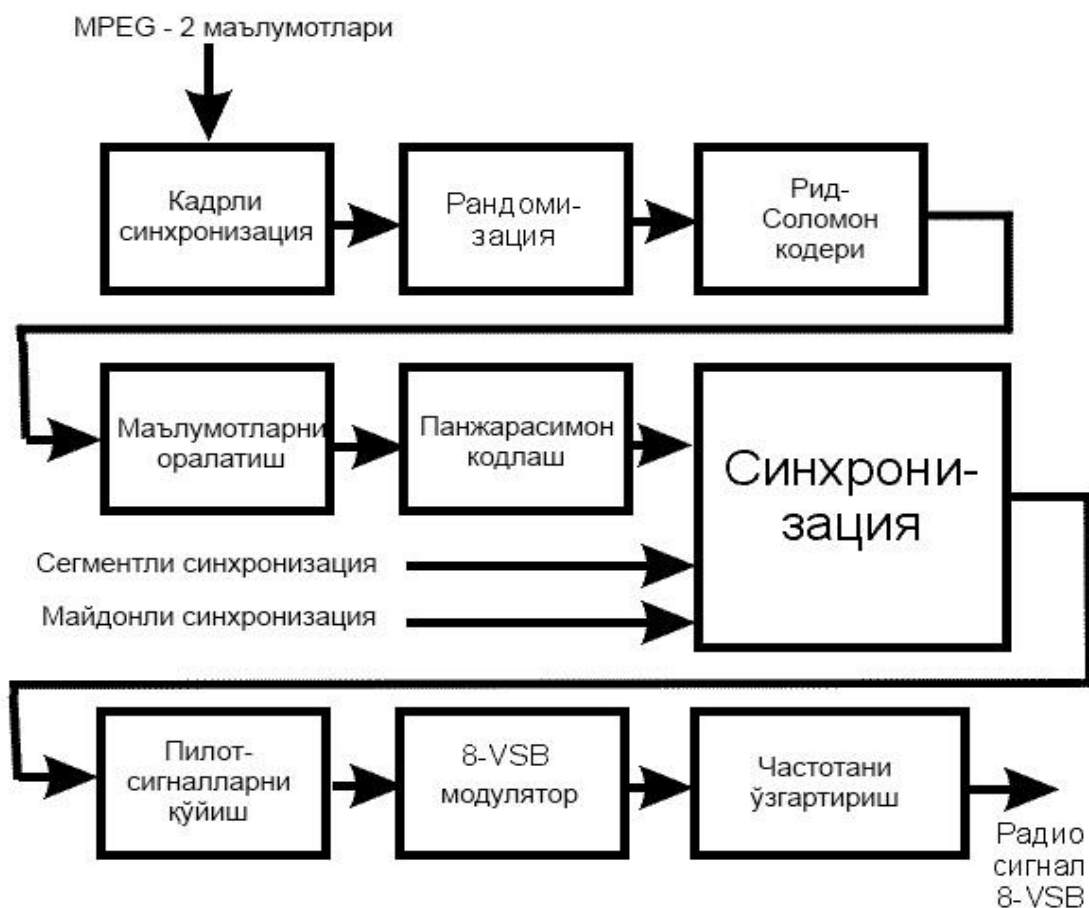 MPEG - 2 маълумотлари
Кадрли
синхронизация
Рандоми-
зация
Рид-
Соломон
кодери
Маълумотларни
оралатиш
Панжарасимон
кодлаш
Синхрони-
зация
Сегментли синхронизация
Майдонли синхронизация
Пилот-
сигналларни
қўйиш
8-VSB
модулятор
Частотани
ўзгартириш
Радио
сигнал
8-VSB